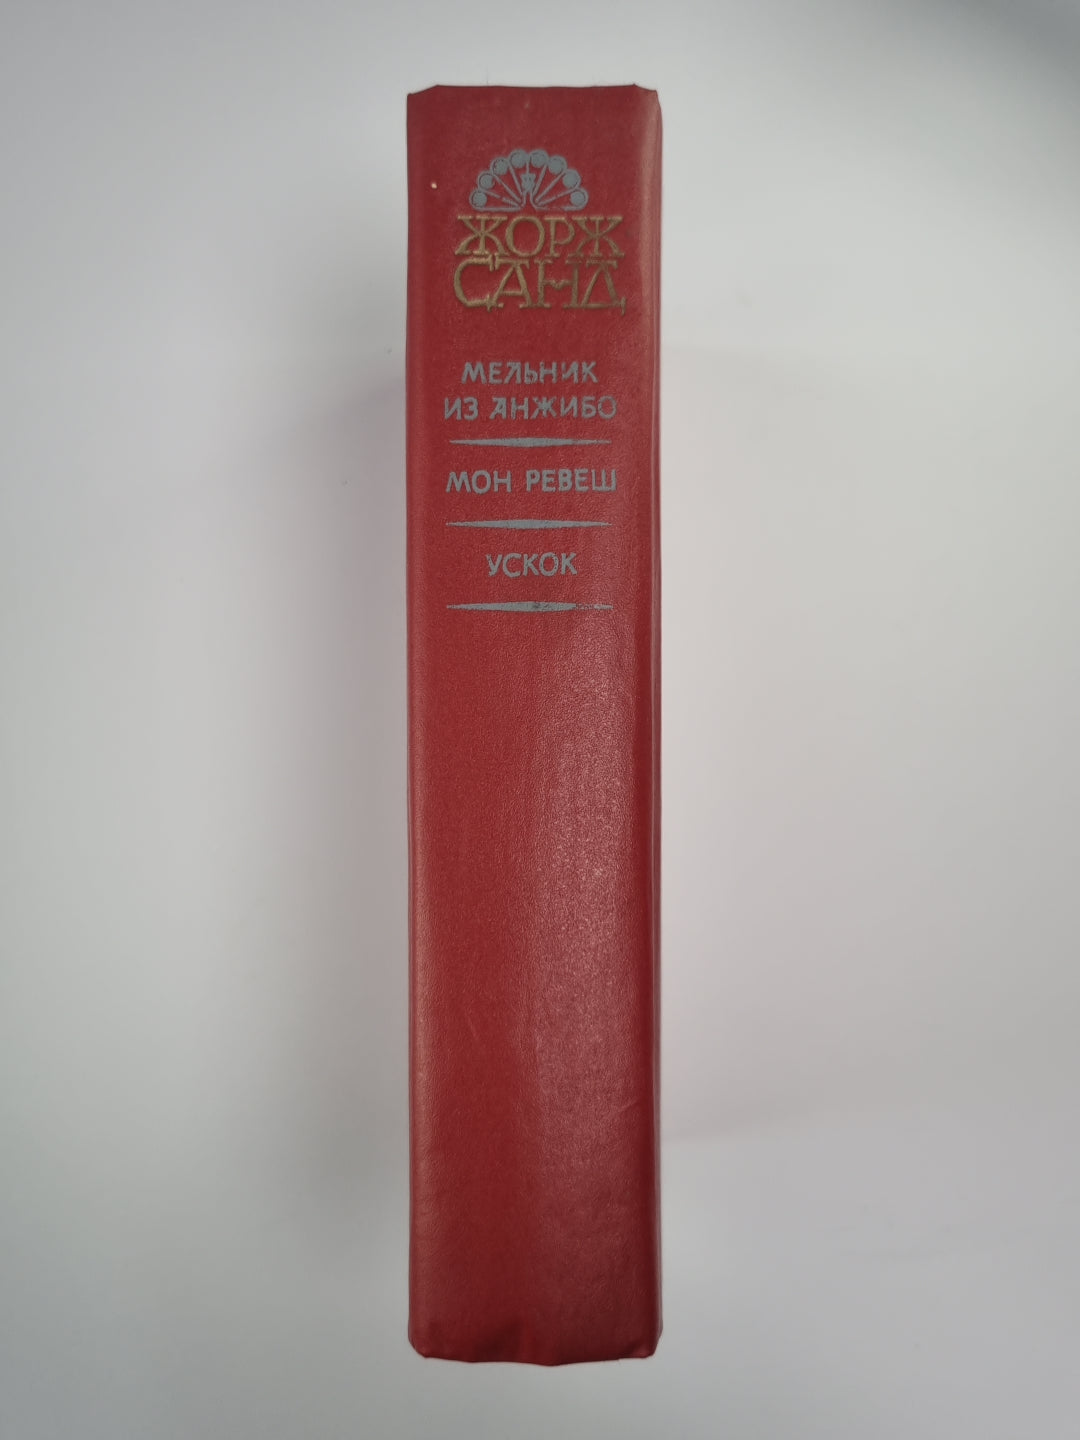 ЖОРЖ
САНД
МЕЛЬНИК
ИЗ АНЖИБО
МОН РЕВЕШ
УСКОК